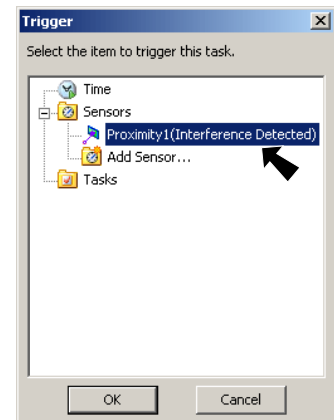 Trigger
Select the item to trigger this task.
Time
Sensors
Proximity1(Interference Detected)
Add Sensor...
Tasks
OK
Cancel